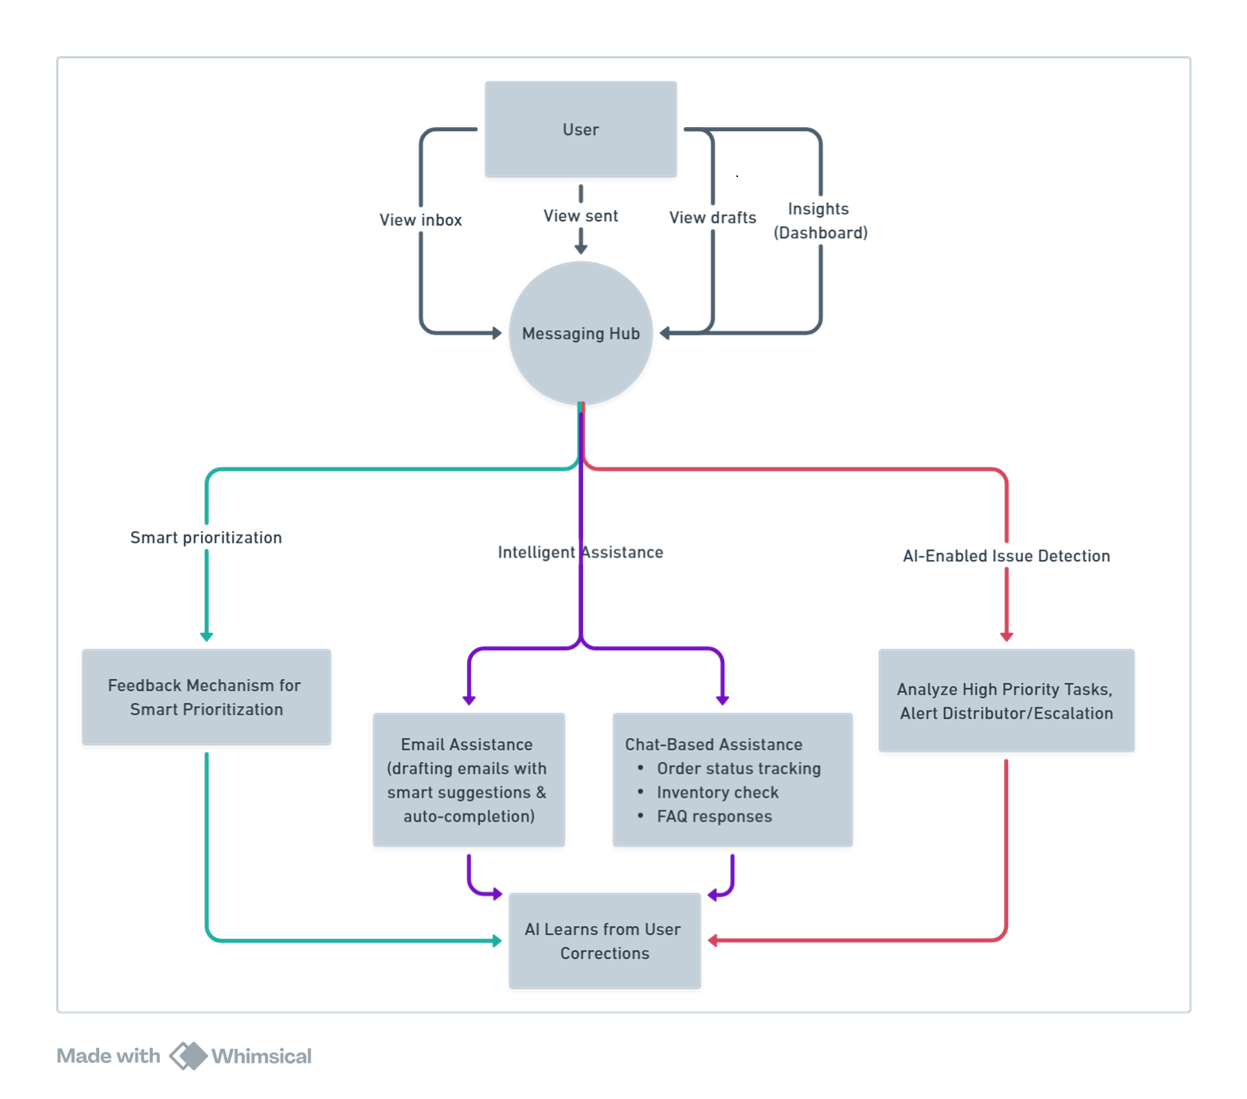 User
View inbox
View sent
View drafts
Insights
(Dashboard)
Messaging Hub
Smart prioritization
Intelligent Assistance
AI-Enabled Issue Detection
Feedback Mechanism for
Smart Prioritization
Email Assistance
(drafting emails with
smart suggestions &
auto-completion)
Chat-Based Assistance
• Order status tracking
• Inventory check
• FAQ responses
Analyze High Priority Tasks,
Alert Distributor/Escalation
AI Learns from User
Corrections
Made with Whimsical